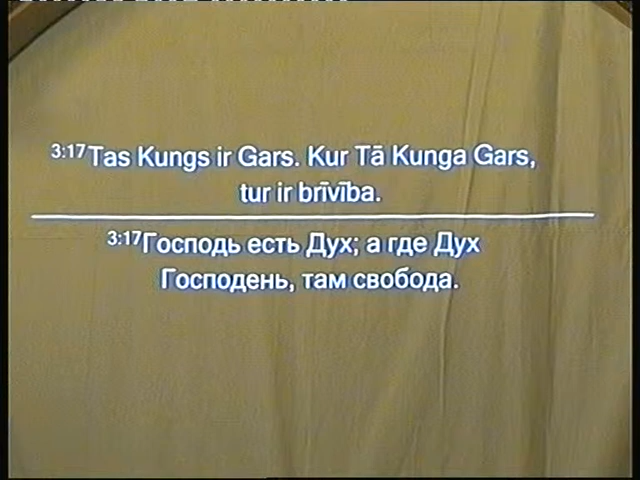 3:17Tas Kungs ir Gars. Kur Tā Kunga Gars,
tur ir brīvība.
3:17Господь есть Дух; а где Дух
Господень, там свобода.